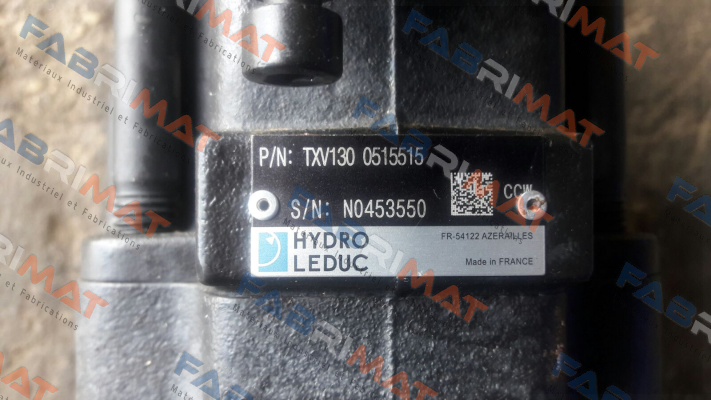 P/N: TXV130 0515515
CCW
S/N: N0453550
HYDRO
LEDUC
FR-54122 AZERAILLES
Made in FRANCE
FABRIMAT
Materiaux Industriel et Fabrications